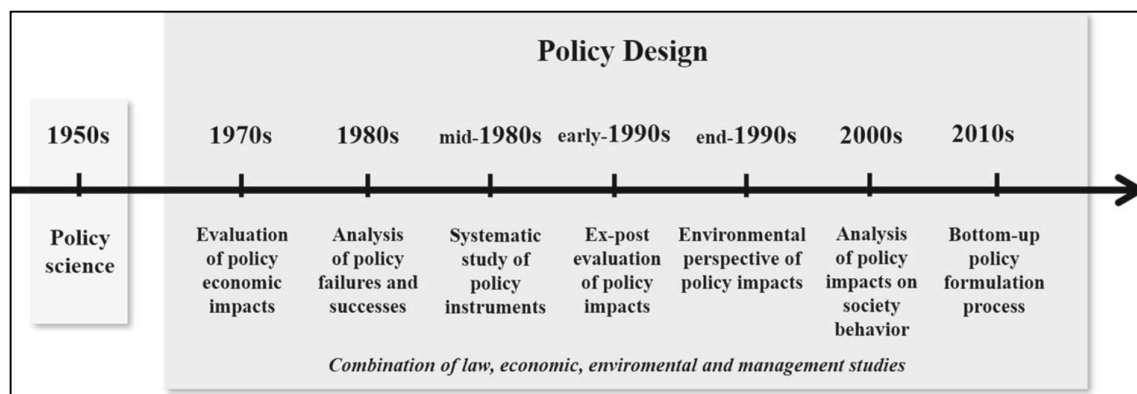 Policy Design
1950s
1970s
1980s
mid-1980s
early-1990s
end-1990s
2000s
2010s
Policy
science
Evaluation
of policy
economic
impacts
Analysis
of policy
failures and
successes
Systematic
study of
policy
instruments
Ex-post
evaluation
of policy
impacts
Environmental
perspective of
policy impacts
Analysis
of policy
impacts on
society
behavior
Bottom-up
policy
formulation
process
Combination of law, economic, enviromental and management studies